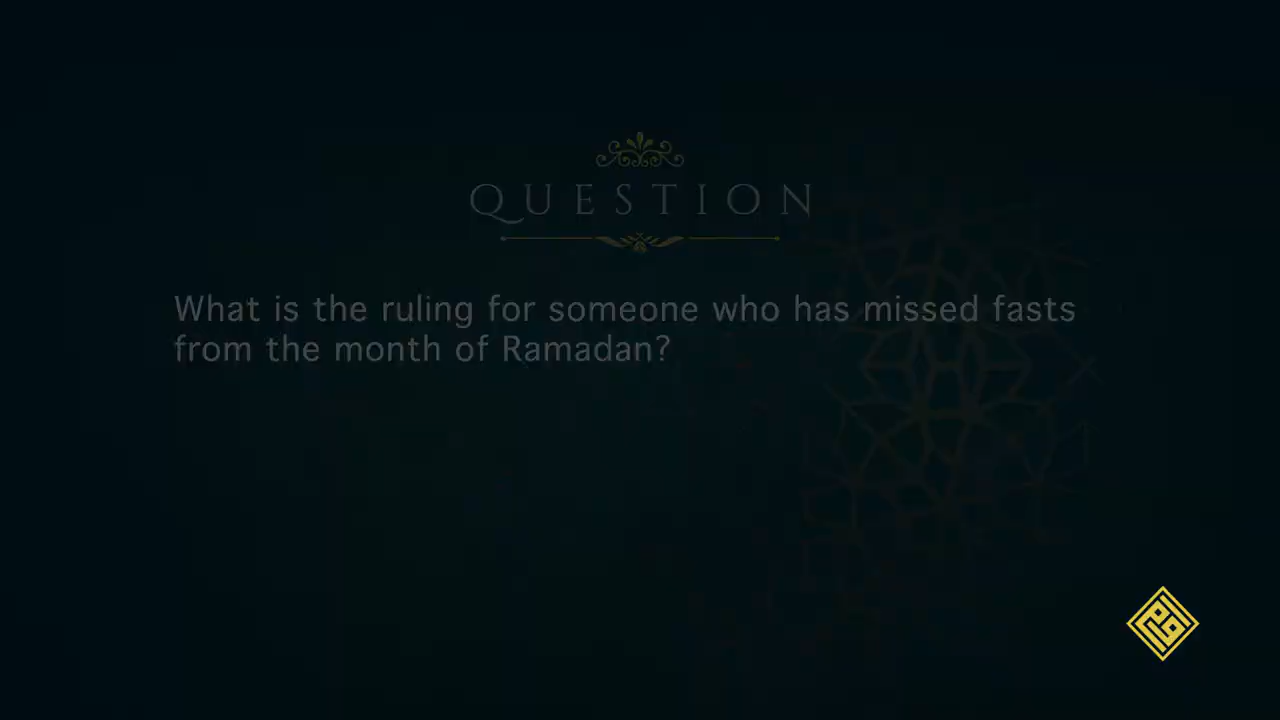 QUESTION
What is the ruling for someone who has missed fasts
from the month of Ramadan?